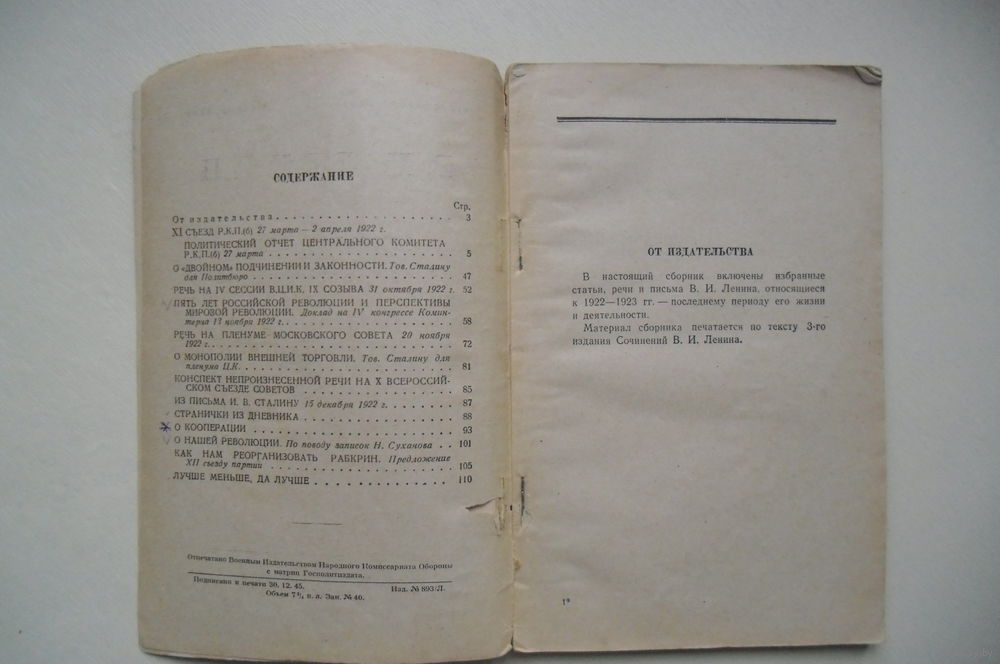 СОДЕРЖАНИЕ
Стр.
От издательства . . . . . . . . . . . . . . . . . . . . 3
XI СЪЕЗД Р.К.П.(б) 27 марта — 2 апреля 1922 г.
ПОЛИТИЧЕСКИЙ ОТЧЕТ ЦЕНТРАЛЬНОГО КОМИТЕТА
Р.К.П.(б) 27 марта . . . . . . . . . . . . . . . . . . 5
О «ДВОЙНОМ» ПОДЧИНЕНИИ И ЗАКОННОСТИ. Тов. Сталину
для Политбюро . . . . . . . . . . . . . . . . . . . . 47
РЕЧЬ НА IV СЕССИИ В.Ц.И.К. IX СОЗЫВА 31 октября 1922 г. 52
ПЯТЬ ЛЕТ РОССИЙСКОЙ РЕВОЛЮЦИИ И ПЕРСПЕКТИВЫ
МИРОВОЙ РЕВОЛЮЦИИ. Доклад на IV конгрессе Комин-
терна 13 ноября 1922 г. . . . . . . . . . . . . . . . . 58
РЕЧЬ НА ПЛЕНУМЕ МОСКОВСКОГО СОВЕТА 20 ноября
1922 г. . . . . . . . . . . . . . . . . . . . . . . . . 72
О МОНОПОЛИИ ВНЕШНЕЙ ТОРГОВЛИ. Тов. Сталину для
пленума Ц.К. . . . . . . . . . . . . . . . . . . . . . 81
КОНСПЕКТ НЕПРОИЗНЕСЕННОЙ РЕЧИ НА X ВСЕРОССИЙ-
СКОМ СЪЕЗДЕ СОВЕТОВ . . . . . . . . . . . . . . . 85
ИЗ ПИСЬМА И. В. СТАЛИНУ 15 декабря 1922 г. . . . . . . . 87
СТРАНИЧКИ ИЗ ДНЕВНИКА . . . . . . . . . . . . . . . 88
О КООПЕРАЦИИ . . . . . . . . . . . . . . . . . . . . 93
О НАШЕЙ РЕВОЛЮЦИИ. По поводу записок Н. Суханова . . 101
КАК НАМ РЕОРГАНИЗОВАТЬ РАБКРИН. Предложение
XII съезду партии . . . . . . . . . . . . . . . . . . 105
ЛУЧШЕ МЕНЬШЕ, ДА ЛУЧШЕ . . . . . . . . . . . . . 110
Отпечатано Военным Издательством Народного Комиссариата Обороны
с матриц Госполитиздата.
Подписано к печати 30. 12. 45. Изд. № 893/Л.
Объем 7¼ п. л. Зак. № 40.
ОТ ИЗДАТЕЛЬСТВА
В настоящий сборник включены избранные
статьи, речи и письма В. И. Ленина, относящиеся
к 1922—1923 гг. — последнему периоду его жизни
и деятельности.
Материал сборника печатается по тексту 3-го
издания Сочинений В. И. Ленина.
1*